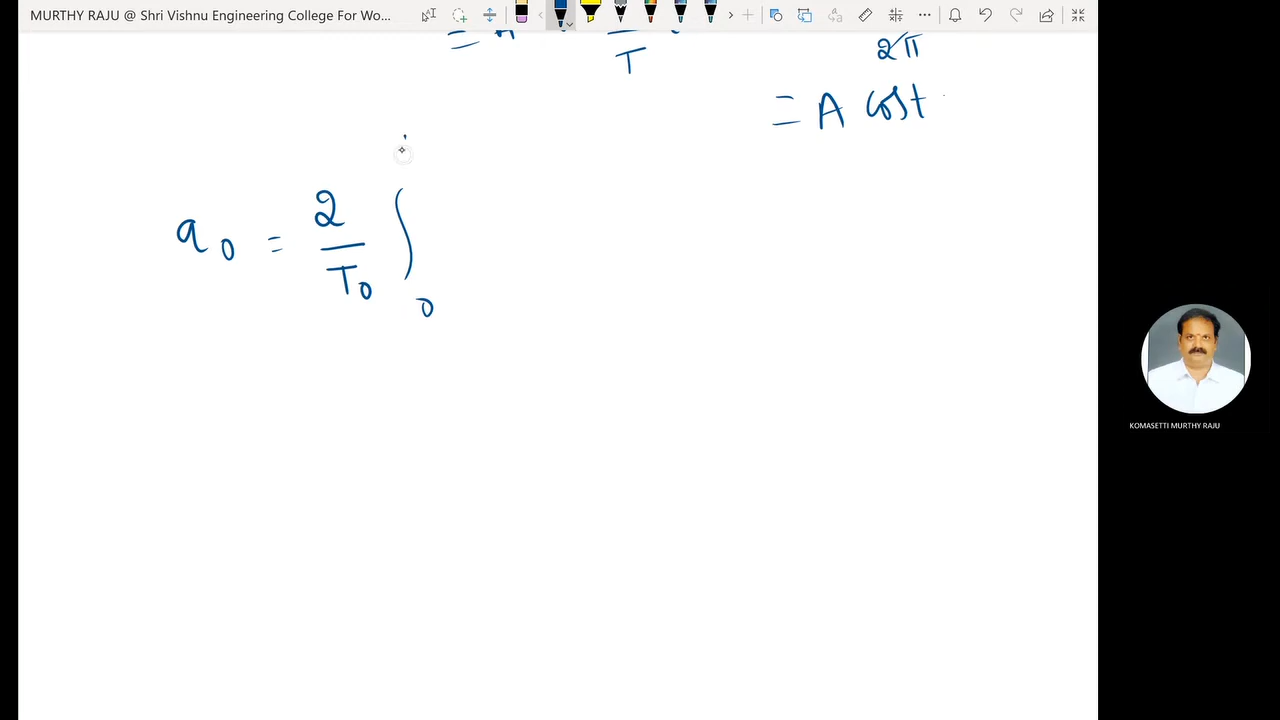 MURTHY RAJU @ Shri Vishnu Engineering College For Wo...
T
2π
= A cost
a0 = 2/T0 ∫0
KOMASETTI MURTHY RAJU